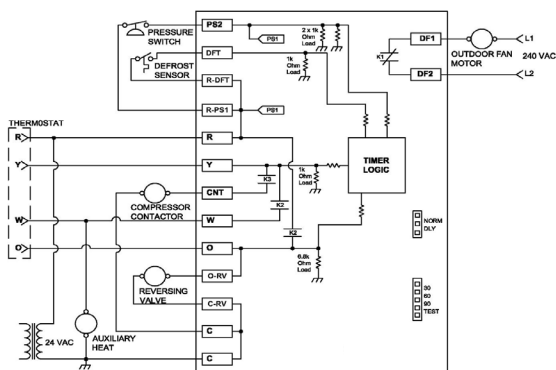 PRESSURE
SWITCH
PS2
PS1
2 x 1k
Ohm
Load
DF1
L1
K1
OUTDOOR FAN
MOTOR
240 VAC
DF2
L2
DEFROST
SENSOR
DFT
1k
Ohm
Load
R-DFT
R-PS1
PS1
THERMOSTAT
R
R
Y
Y
1k
Ohm
Load
TIMER
LOGIC
K3
CNT
COMPRESSOR
CONTACTOR
K2
W
W
K2
NORM
DLY
O
O
6.8k
Ohm
Load
O-RV
REVERSING
VALVE
C-RV
30
60
90
TEST
C
24 VAC
AUXILIARY
HEAT
C